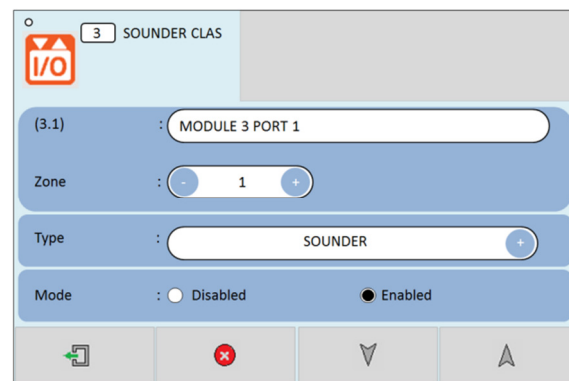 3 SOUNDER CLAS
I/O
(3.1) : MODULE 3 PORT 1
Zone : - 1 +
Type : SOUNDER +
Mode : Disabled Enabled